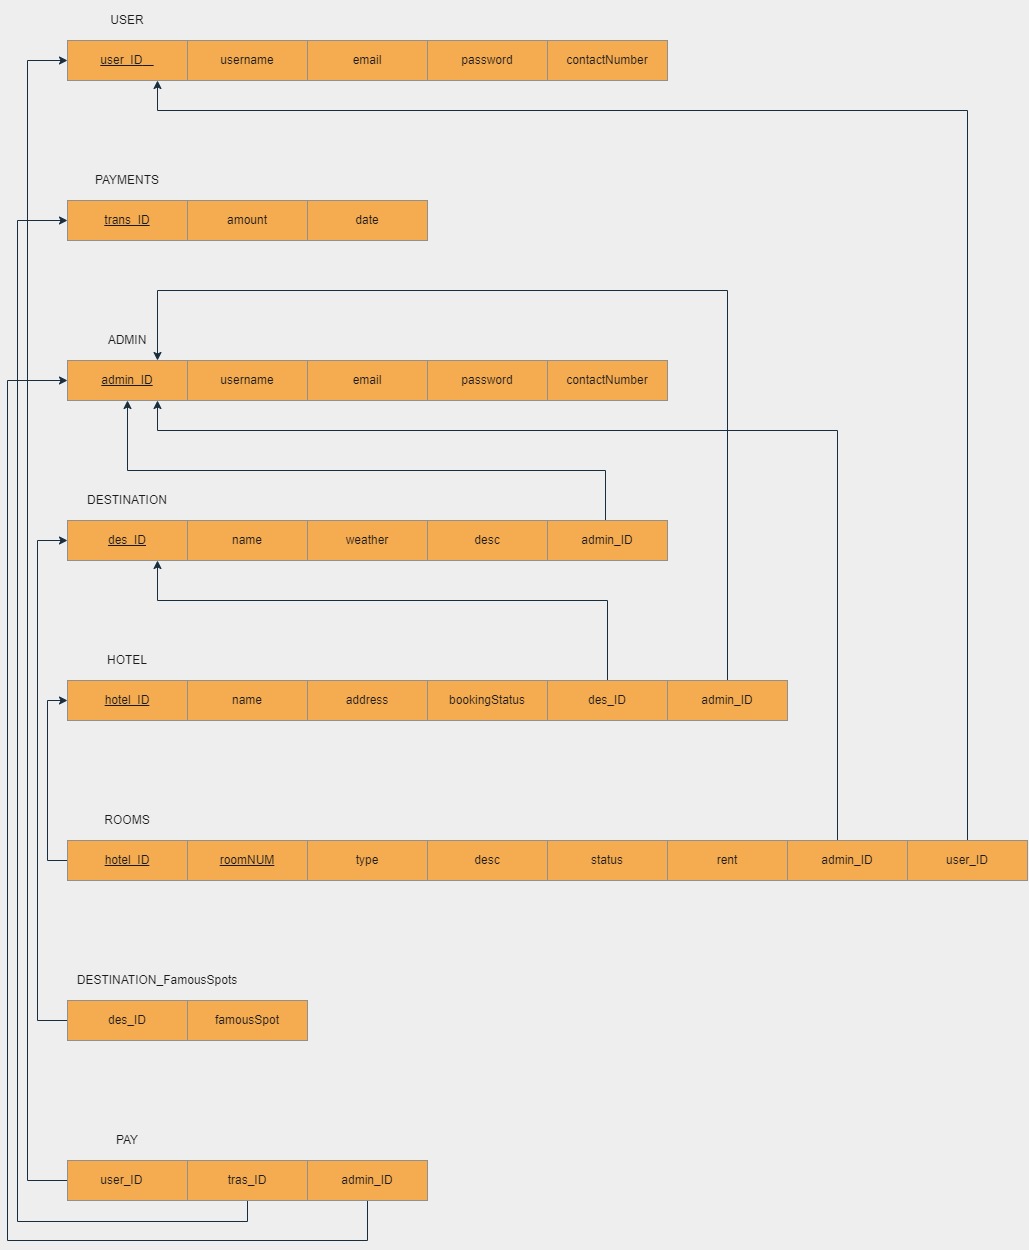 USER
user_ID__ username email password contactNumber
PAYMENTS
trans_ID amount date
ADMIN
admin_ID username email password contactNumber
DESTINATION
des_ID name weather desc admin_ID
HOTEL
hotel_ID name address bookingStatus des_ID admin_ID
ROOMS
hotel_ID roomNUM type desc status rent admin_ID user_ID
DESTINATION_FamousSpots
des_ID famousSpot
PAY
user_ID tras_ID admin_ID